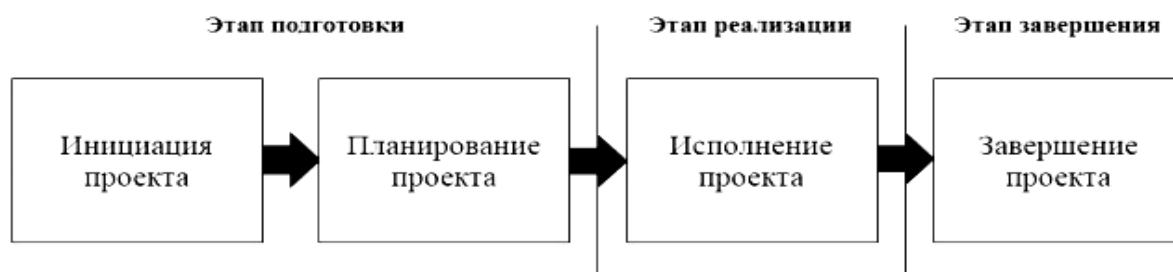 Этап подготовки
Этап реализации
Этап завершения
Инициация
проекта
Планирование
проекта
Исполнение
проекта
Завершение
проекта